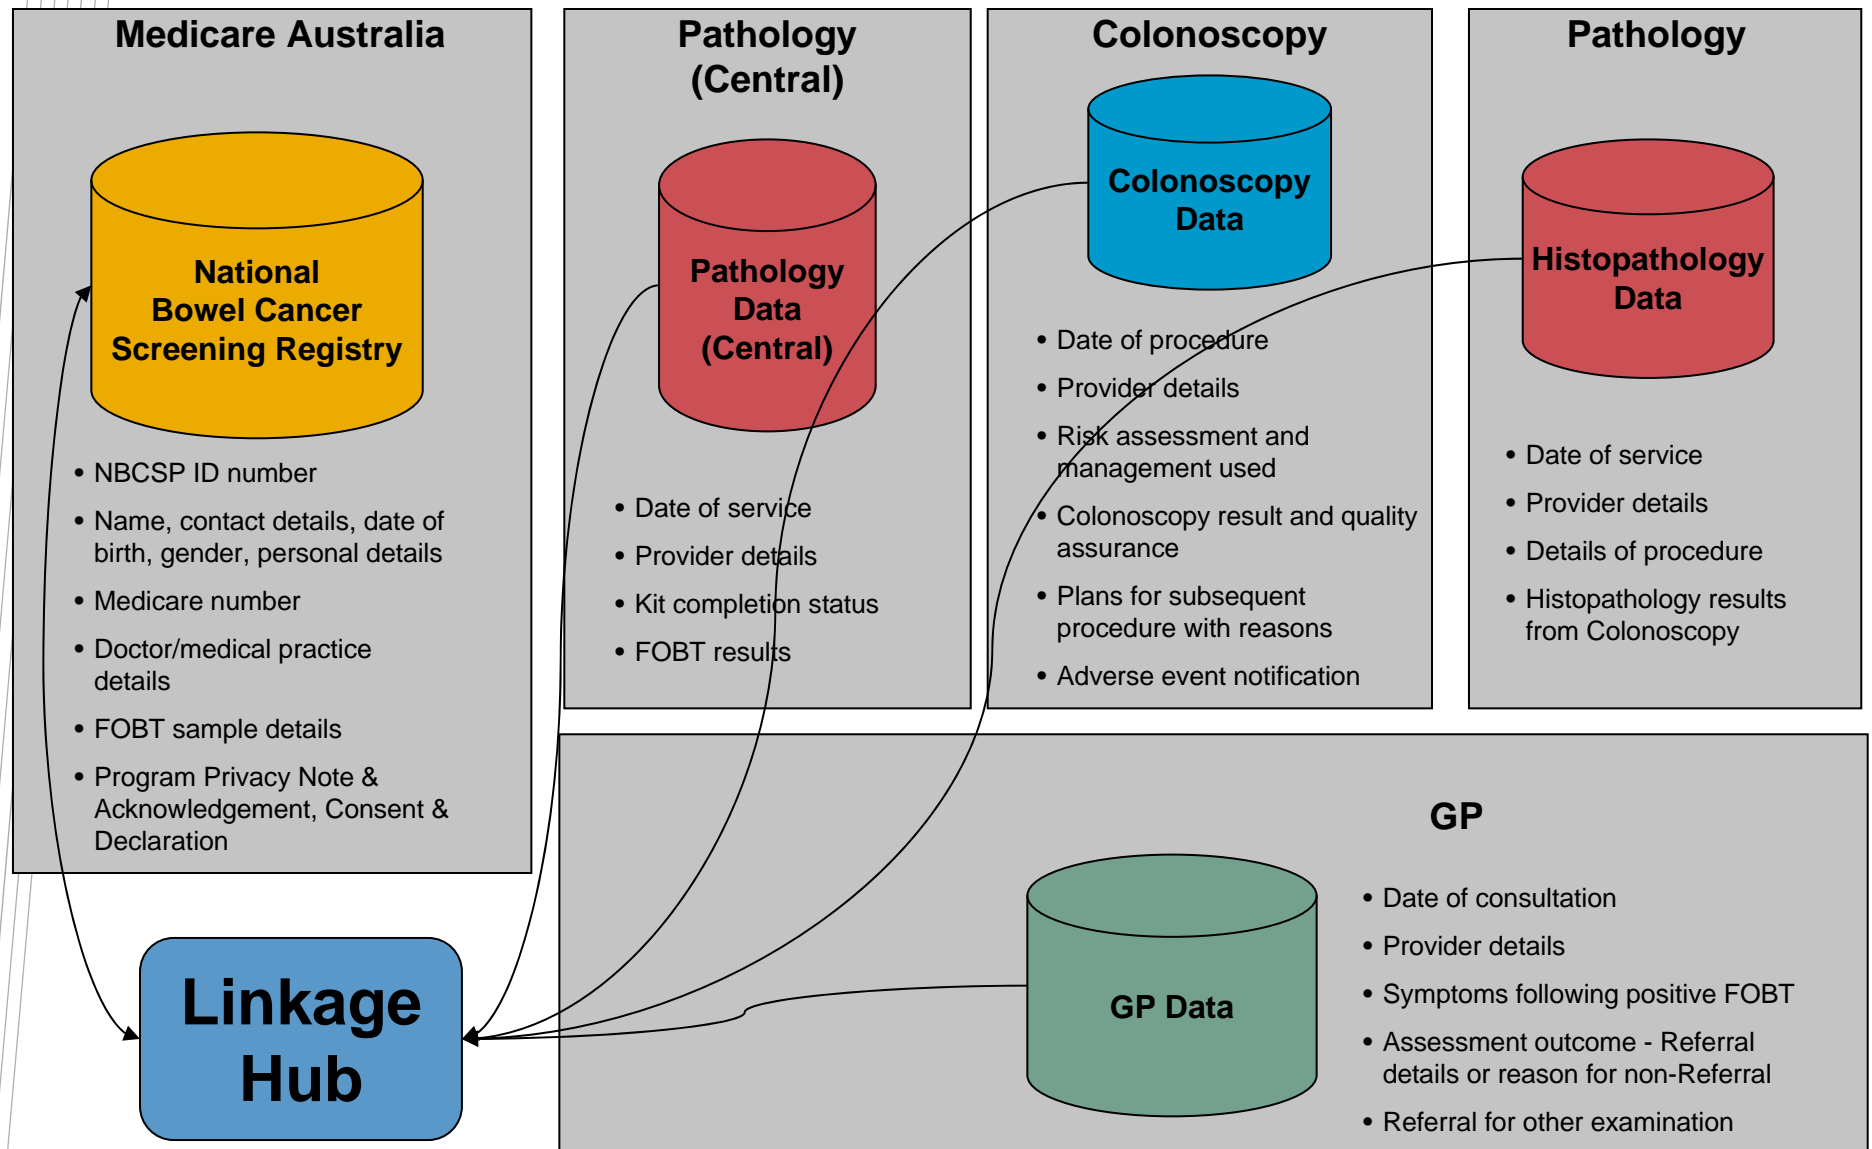 Medicare Australia
National
Bowel Cancer
Screening Registry
• NBCSP ID number
• Name, contact details, date of
birth, gender, personal details
• Medicare number
• Doctor/medical practice
details
• FOBT sample details
• Program Privacy Note &
Acknowledgement, Consent &
Declaration
Pathology
(Central)
Pathology
Data
(Central)
• Date of service
• Provider details
• Kit completion status
• FOBT results
Colonoscopy
Colonoscopy
Data
• Date of procedure
• Provider details
• Risk assessment and
management used
• Colonoscopy result and quality
assurance
• Plans for subsequent
procedure with reasons
• Adverse event notification
Pathology
Histopathology
Data
• Date of service
• Provider details
• Details of procedure
• Histopathology results
from Colonoscopy
Linkage
Hub
GP
GP Data
• Date of consultation
• Provider details
• Symptoms following positive FOBT
• Assessment outcome - Referral
details or reason for non-Referral
• Referral for other examination